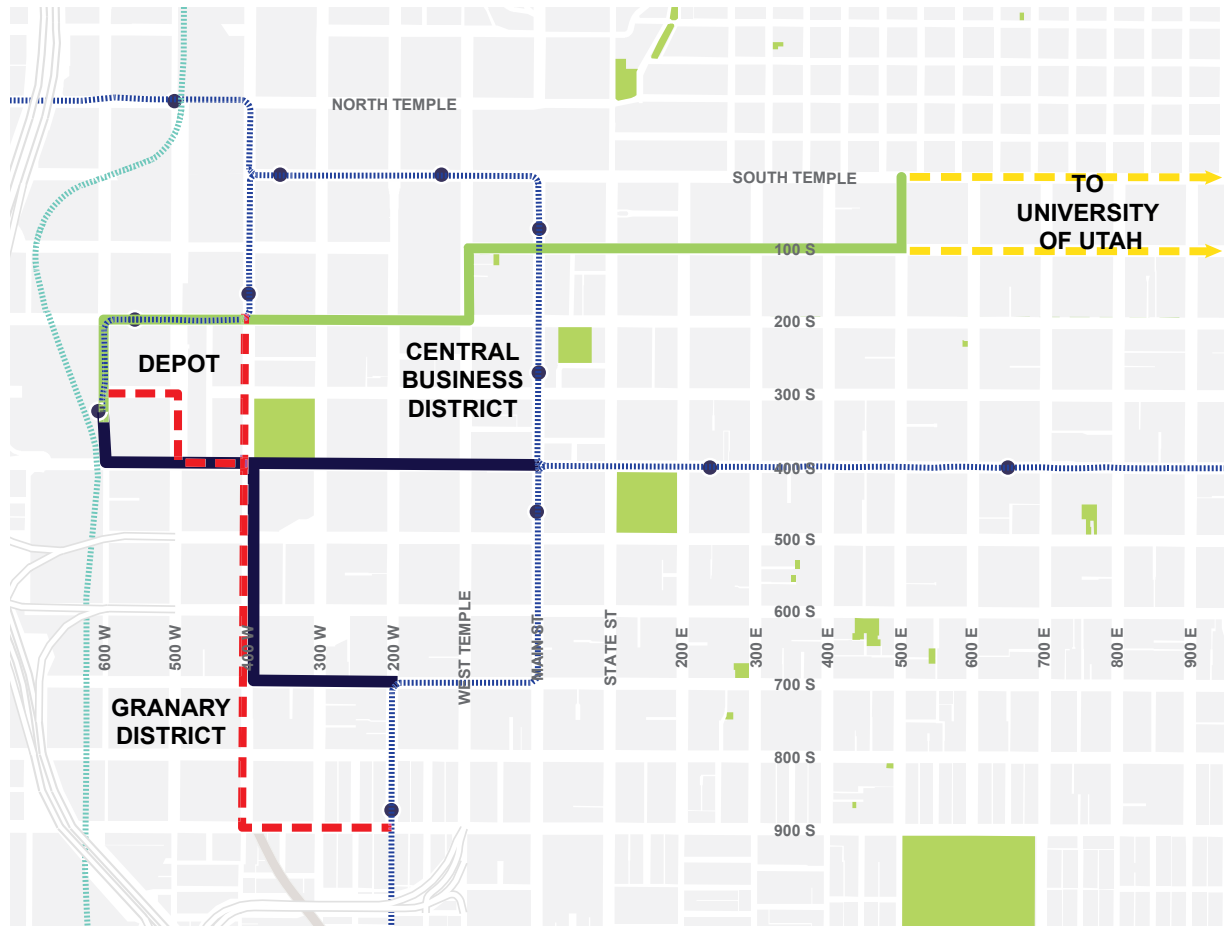 NORTH TEMPLE
SOUTH TEMPLE
TO
UNIVERSITY
OF UTAH
100 S
200 S
DEPOT
CENTRAL
BUSINESS
DISTRICT
300 S
400 S
500 S
600 S
600 W
500 W
400 W
300 W
200 W
WEST TEMPLE
MAIN ST
STATE ST
200 E
300 E
400 E
500 E
600 E
700 E
800 E
900 E
700 S
GRANARY
DISTRICT
800 S
900 S